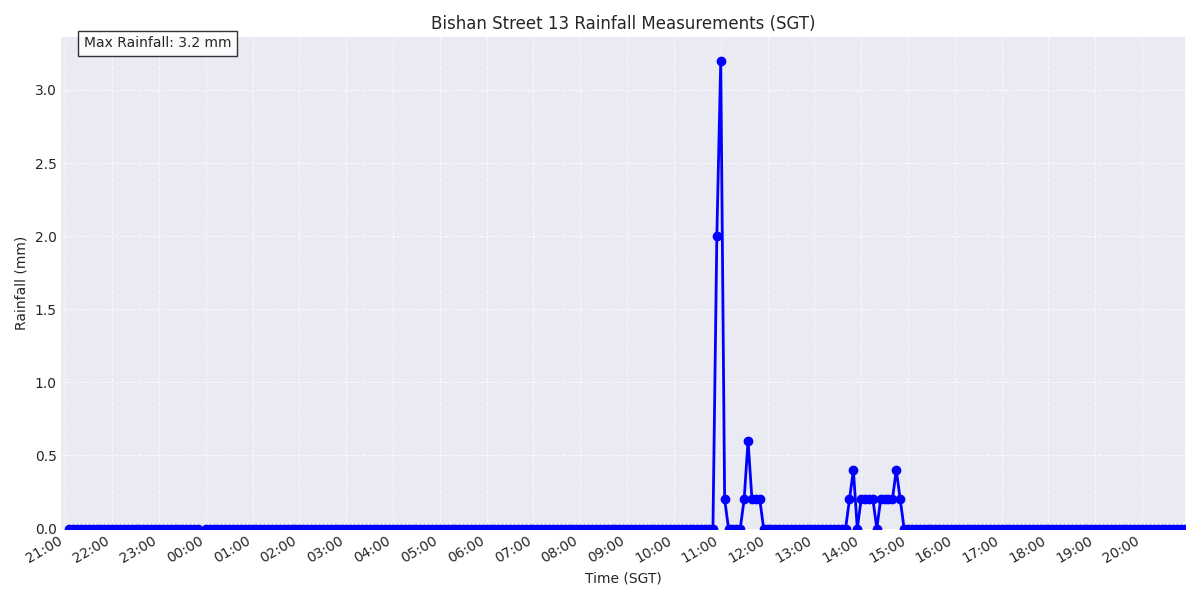 Bishan Street 13 Rainfall Measurements (SGT)
Max Rainfall: 3.2 mm
Rainfall (mm)
3.0
2.5
2.0
1.5
1.0
0.5
0.0
21:00 22:00 23:00 00:00 01:00 02:00 03:00 04:00 05:00 06:00 07:00 08:00 09:00 10:00 11:00 12:00 13:00 14:00 15:00 16:00 17:00 18:00 19:00 20:00
Time (SGT)